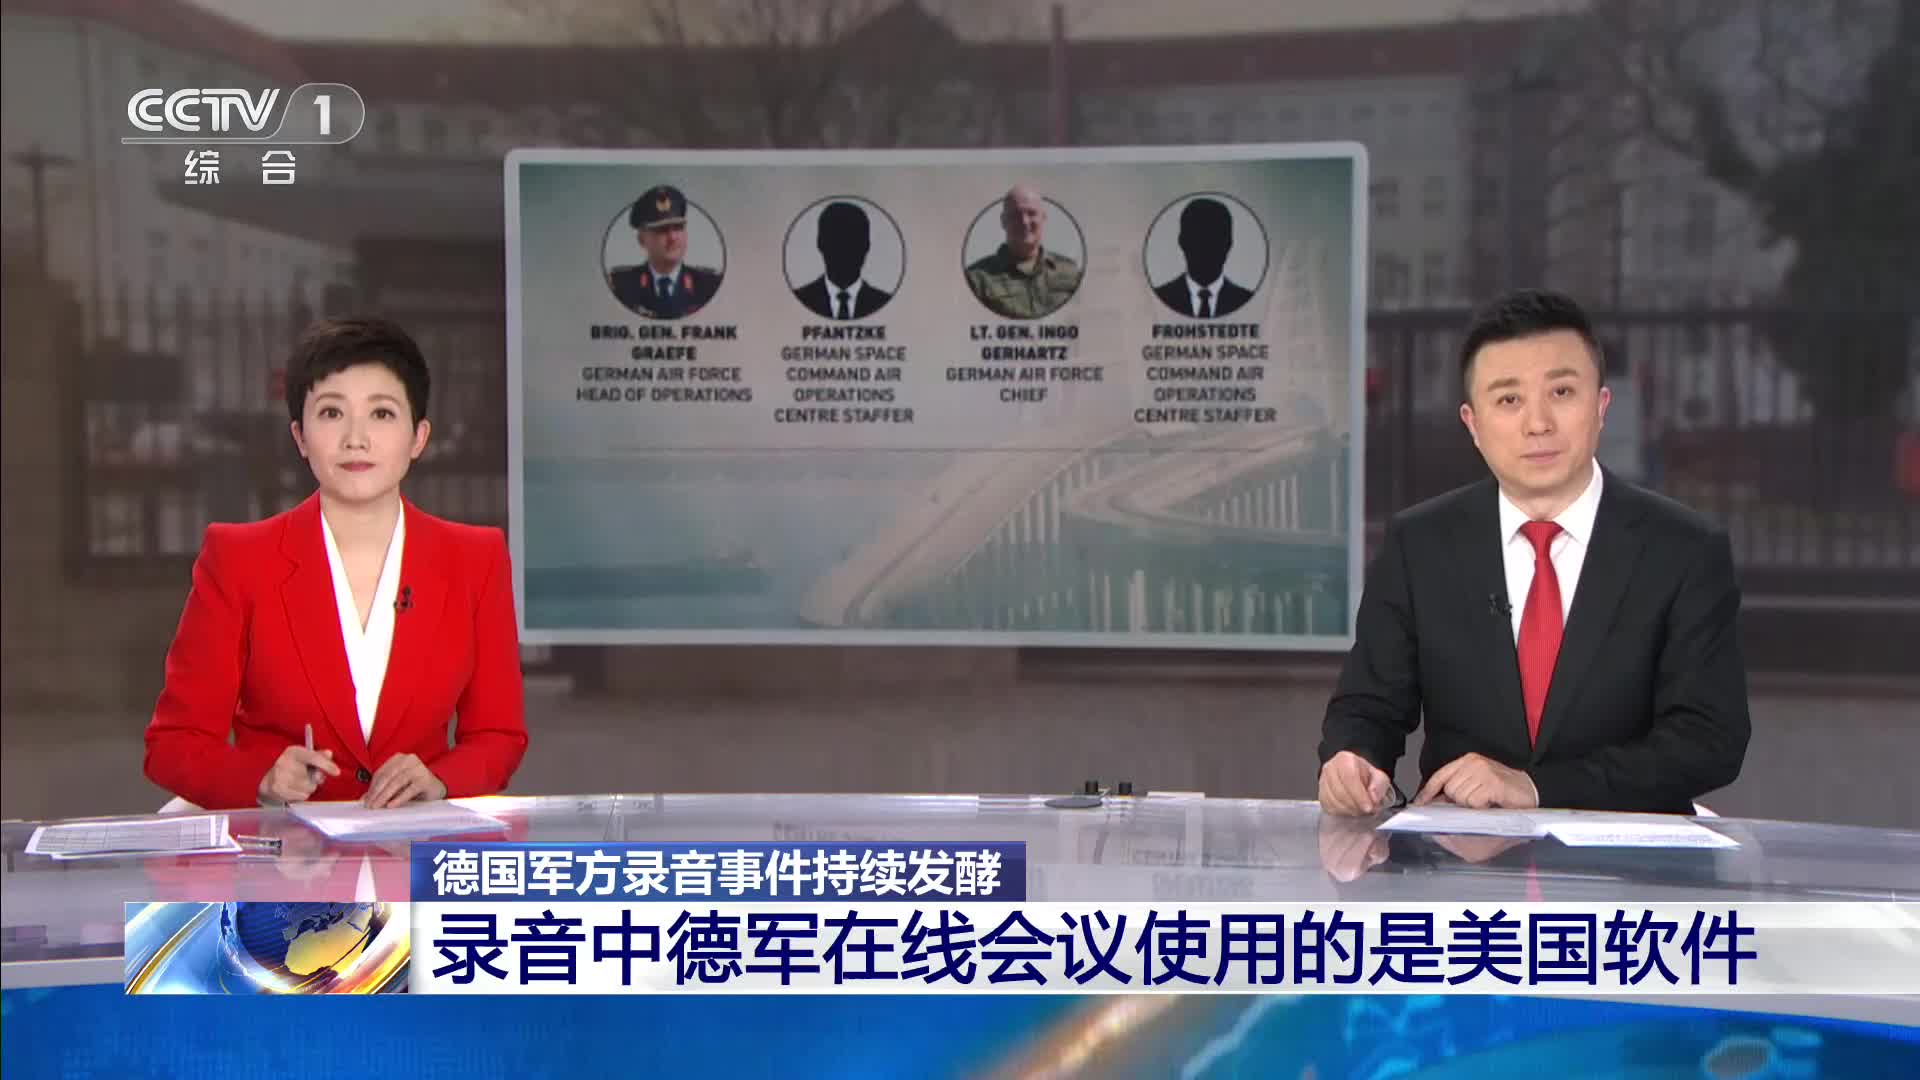 CCTV 1
综合
BRIG. GEN. FRANK
GRAEFE
GERMAN AIR FORCE
HEAD OF OPERATIONS
PFANTZKE
GERMAN SPACE
COMMAND AIR
OPERATIONS
CENTRE STAFFER
LT. GEN. INGO
GERHARTZ
GERMAN AIR FORCE
CHIEF
FROHSTEDTE
GERMAN SPACE
COMMAND AIR
OPERATIONS
CENTRE STAFFER
德国军方录音事件持续发酵
录音中德军在线会议使用的是美国软件